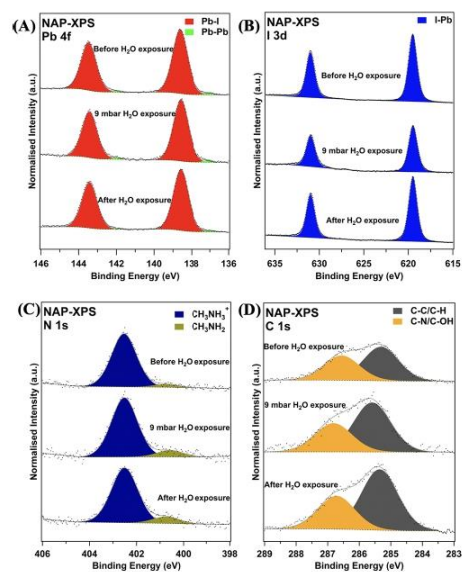 (A) NAP-XPS
Pb 4f
Pb-I
Pb-Pb
Before H₂O exposure
9 mbar H₂O exposure
After H₂O exposure
Normalised Intensity (a.u.)
146 144 142 140 138 136
Binding Energy (eV)
(B) NAP-XPS
I 3d
I-Pb
Before H₂O exposure
9 mbar H₂O exposure
After H₂O exposure
Normalised Intensity (a.u.)
635 630 625 620 615
Binding Energy (eV)
(C) NAP-XPS
N 1s
CH₃NH₃⁺
CH₃NH₂
Before H₂O exposure
9 mbar H₂O exposure
After H₂O exposure
Normalised Intensity (a.u.)
406 404 402 400 398
Binding Energy (eV)
NAP-XPS (D)
C 1s
C-C/C-H
C-N/C-OH
Before H₂O exposure
9 mbar H₂O exposure
After H₂O exposure
Normalised Intensity (a.u.)
289 288 287 286 285 284 283
Binding Energy (eV)